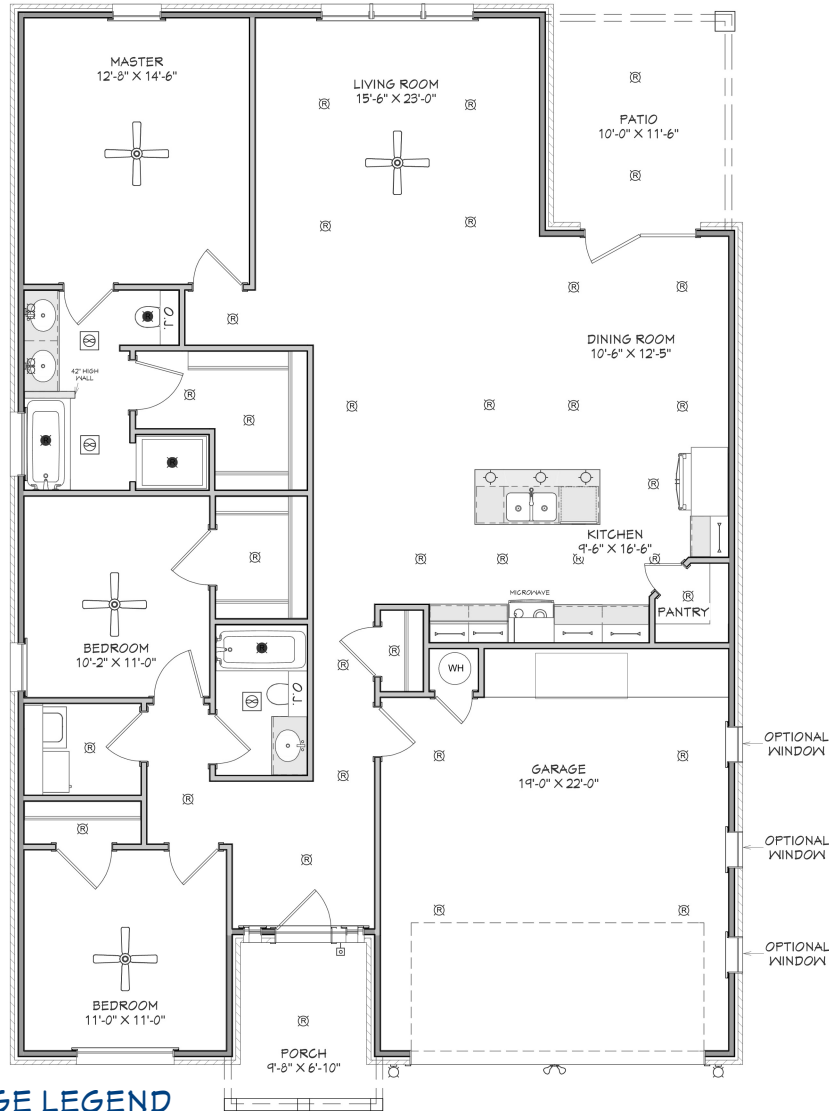 MASTER
12'-8" X 14'-6"
LIVING ROOM
15'-6" X 23'-0"
PATIO
10'-0" X 11'-6"
DINING ROOM
10'-6" X 12'-5"
O.J.
42" HIGH
WALL
KITCHEN
9'-6" X 16'-6"
MICROWAVE
PANTRY
BEDROOM
10'-2" X 11'-0"
O.J.
WH
GARAGE
19'-0" X 22'-0"
OPTIONAL
WINDOW
OPTIONAL
WINDOW
OPTIONAL
WINDOW
BEDROOM
11'-0" X 11'-0"
PORCH
9'-8" X 6'-10"
GE LEGEND